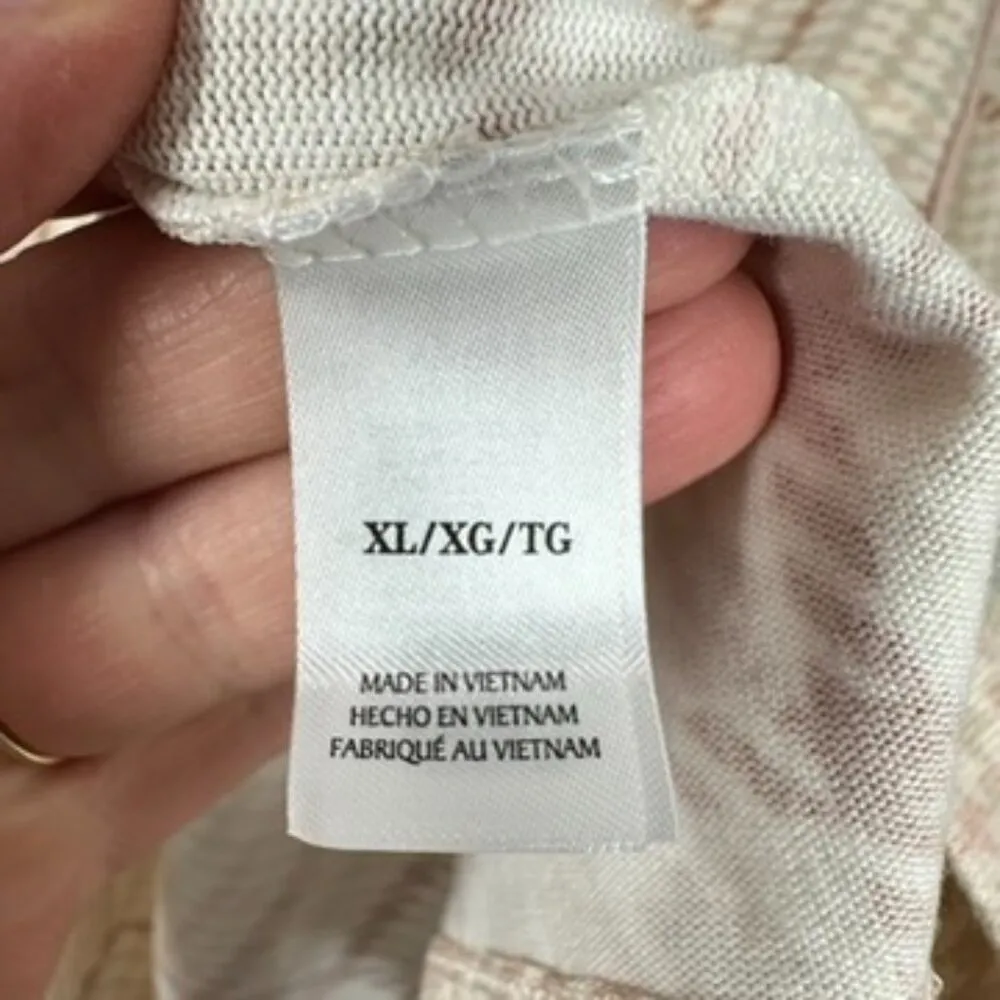 XL/XG/TG
MADE IN VIETNAM
HECHO EN VIETNAM
FABRIQUÉ AU VIETNAM